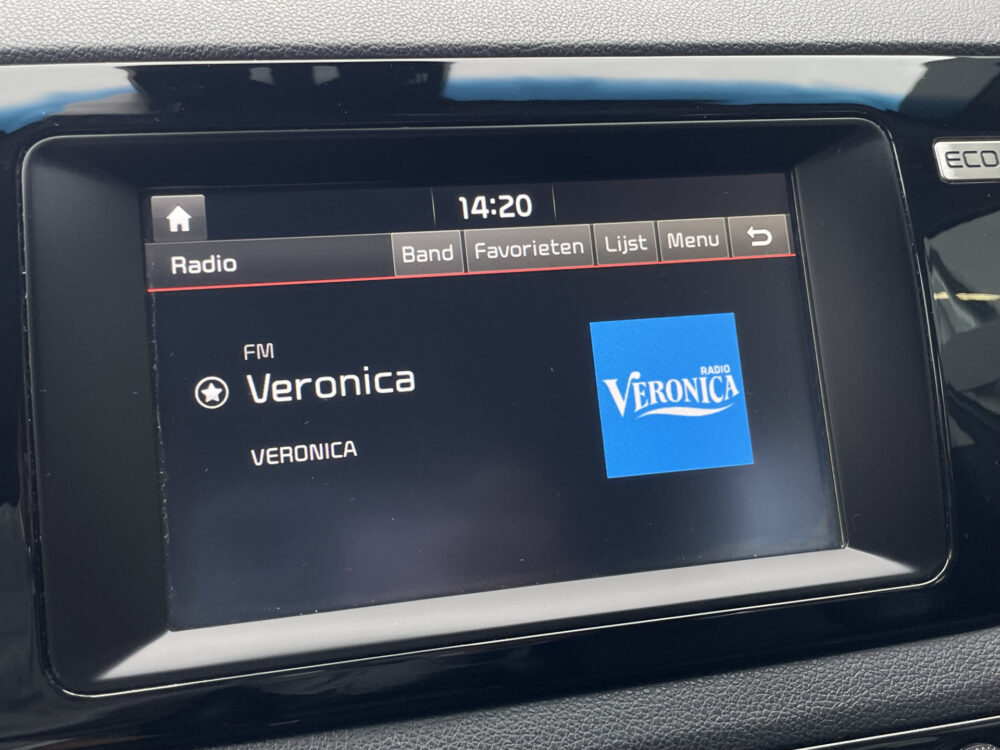 14:20
ECO
Radio
Band
Favorieten
Lijst
Menu
FM
Veronica
VERONICA
RADIO
VERONICA